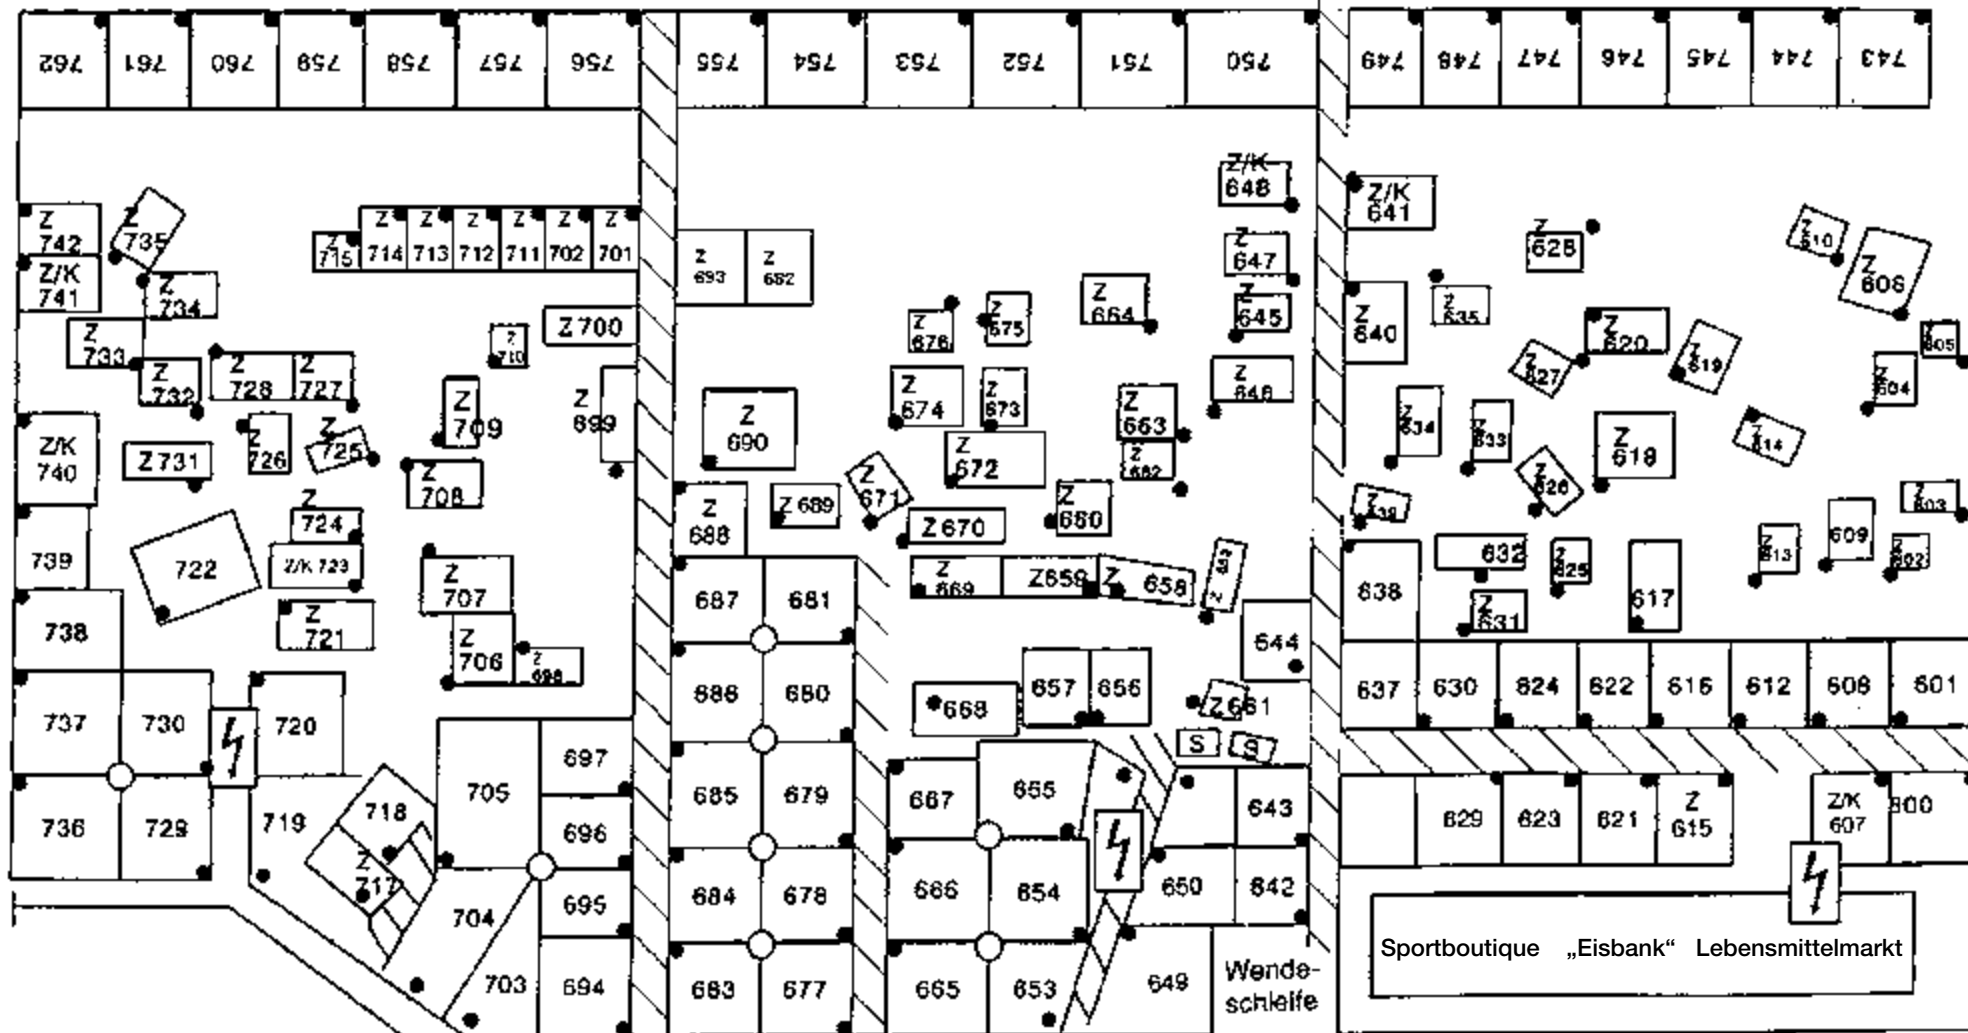 762 761 760 759 758 757 756 755 754 753 752 751 750 749 748 747 746 745 744 743
Z/K 648
Z/K 641
Z 742
Z 735
Z 714
Z 713
Z 712
Z 711
Z 702
Z 701
Z 715
Z 693
Z 682
Z 647
Z 628
Z 610
Z 606
Z/K 741
Z 734
Z 733
Z 700
Z 710
Z 676
Z 675
Z 664
Z 645
Z 640
Z 635
Z 620
Z 619
Z 605
Z 732
Z 728
Z 727
Z 709
Z 699
Z 690
Z 674
Z 673
Z 663
Z 646
Z 627
Z 604
Z 634
Z 633
Z 618
Z 614
Z/K 740
Z 731
Z 726
Z 725
Z 708
Z 672
Z 662
Z 671
Z 626
Z 688
Z 689
Z 670
Z 660
Z 639
Z 603
739
722
Z 724
Z/K 723
Z 721
Z 707
Z 706
Z 698
687
681
Z 669
Z 659
Z 658
Z 652
638
632
Z 625
Z 631
617
Z 613
609
Z 602
738
644
737 730 720
686 680
668
657 656
Z 661
S S
637 630 624 622 616 612 608 601
736 729 719
718
Z 717
705
697
696
695
704
703
694
685 679
684 678
683 677
667
655
666 654
665 653
643
650 642
649
629 623 621
Z 615
Z/K 607
600
Wende-
schleife
Sportboutique „Eisbank“ Lebensmittelmarkt